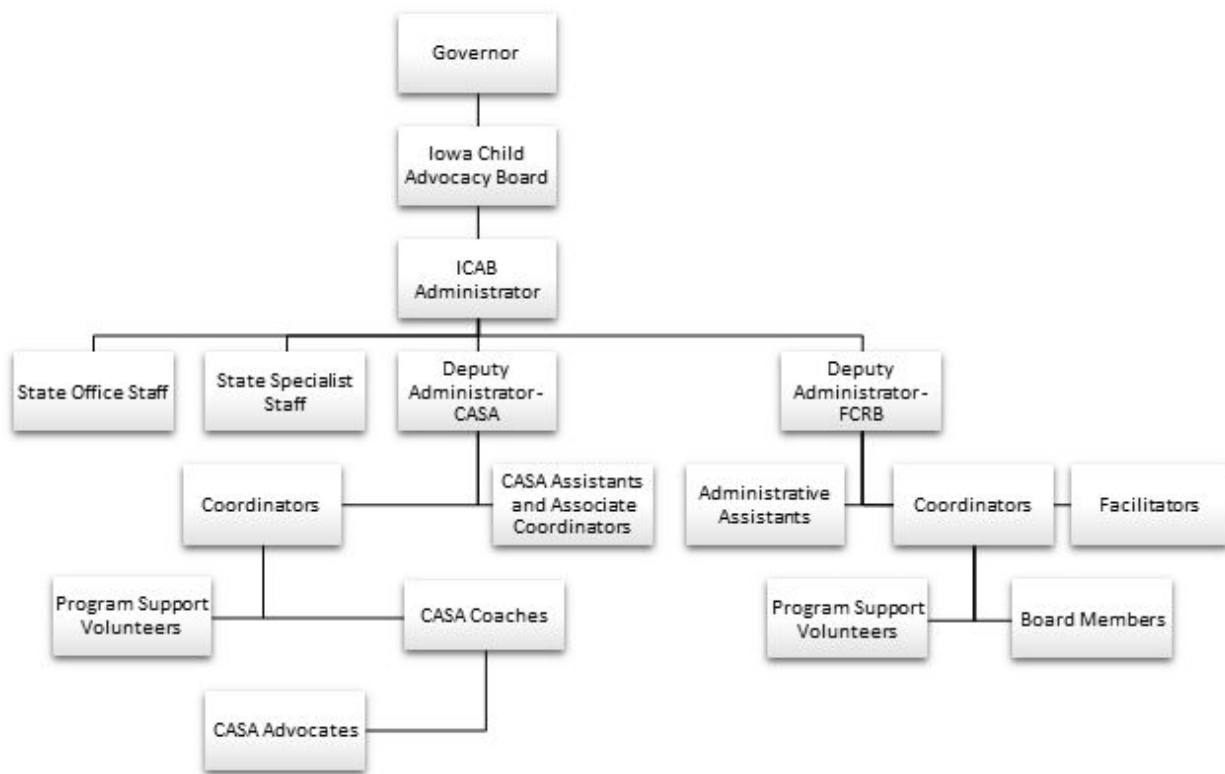 Governor
Iowa Child
Advocacy Board
ICAB
Administrator
State Office Staff
State Specialist
Staff
Deputy
Administrator-
CASA
Deputy
Administrator-
FCRB
Coordinators
CASA Assistants
and Associate
Coordinators
Administrative
Assistants
Coordinators
Facilitators
Program Support
Volunteers
CASA Coaches
Program Support
Volunteers
Board Members
CASA Advocates